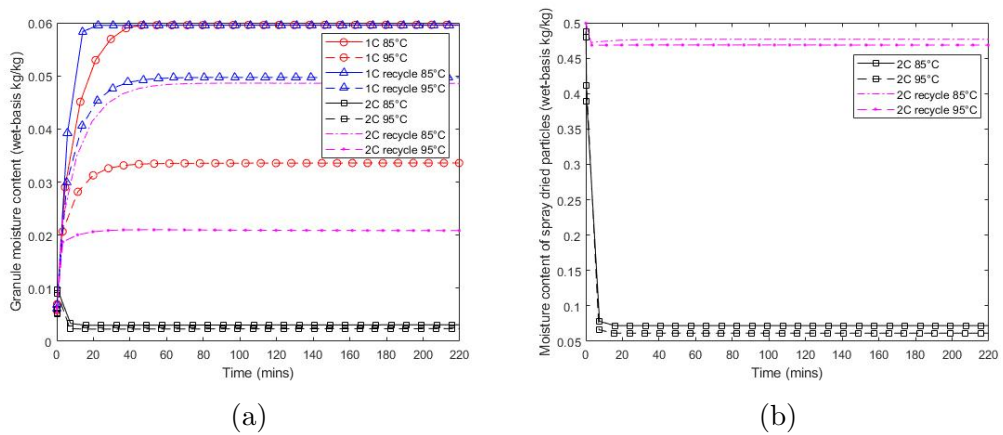 Granule moisture content (wet-basis kg/kg)
0.06
0.05
0.04
0.03
0.02
0.01
0
0 20 40 60 80 100 120 140 160 180 200 220
Time (mins)
1C 85°C
1C 95°C
1C recycle 85°C
1C recycle 95°C
2C 85°C
2C 95°C
2C recycle 85°C
2C recycle 95°C
(a)
Moisture content of spray dried particles (wet-basis kg/kg)
0.5
0.45
0.4
0.35
0.3
0.25
0.2
0.15
0.1
0.05
0 20 40 60 80 100 120 140 160 180 200 220
Time (mins)
2C 85°C
2C 95°C
2C recycle 85°C
2C recycle 95°C
(b)